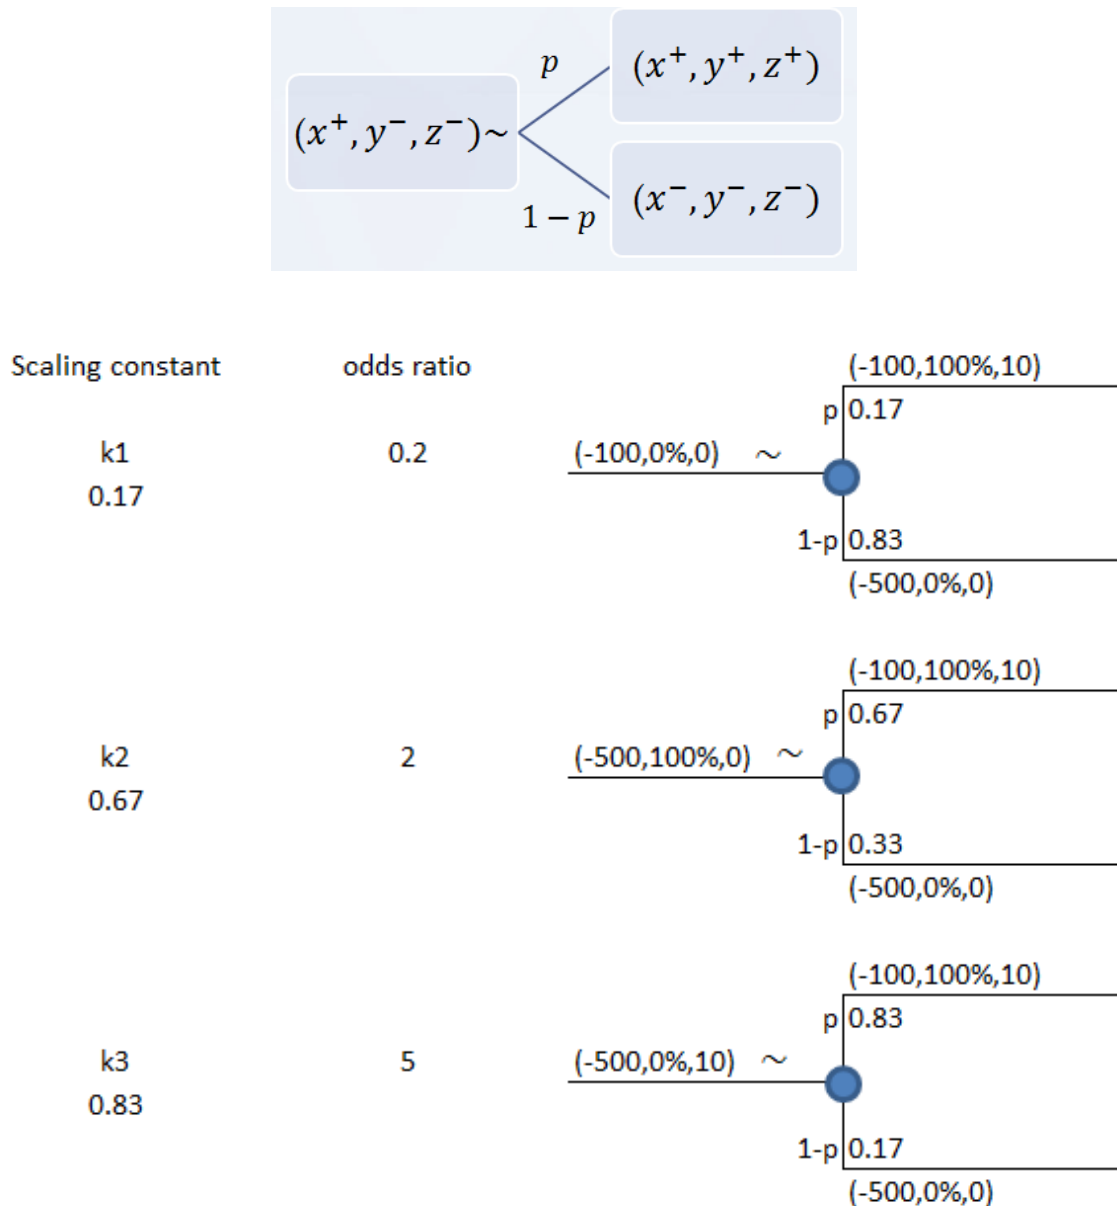 p
(x⁺, y⁺, z⁺)
(x⁺, y⁻, z⁻)~
1 − p
(x⁻, y⁻, z⁻)
Scaling constant odds ratio
(-100,100%,10)
p 0.17
k1 0.2 (-100,0%,0) ~
0.17
1-p 0.83
(-500,0%,0)
(-100,100%,10)
p 0.67
k2 2 (-500,100%,0) ~
0.67
1-p 0.33
(-500,0%,0)
(-100,100%,10)
p 0.83
k3 5 (-500,0%,10) ~
0.83
1-p 0.17
(-500,0%,0)